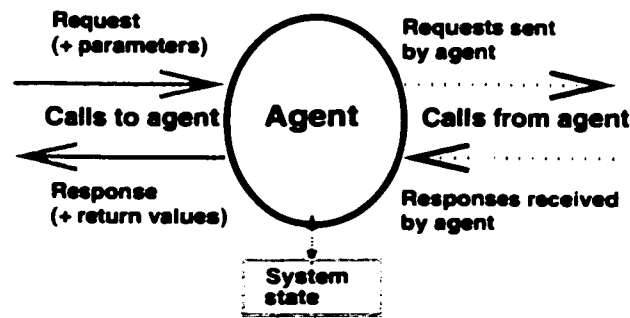 Request
(+ parameters)
Calls to agent
Response
(+ return values)
Agent
Requests sent
by agent
Calls from agent
Responses received
by agent
System
state